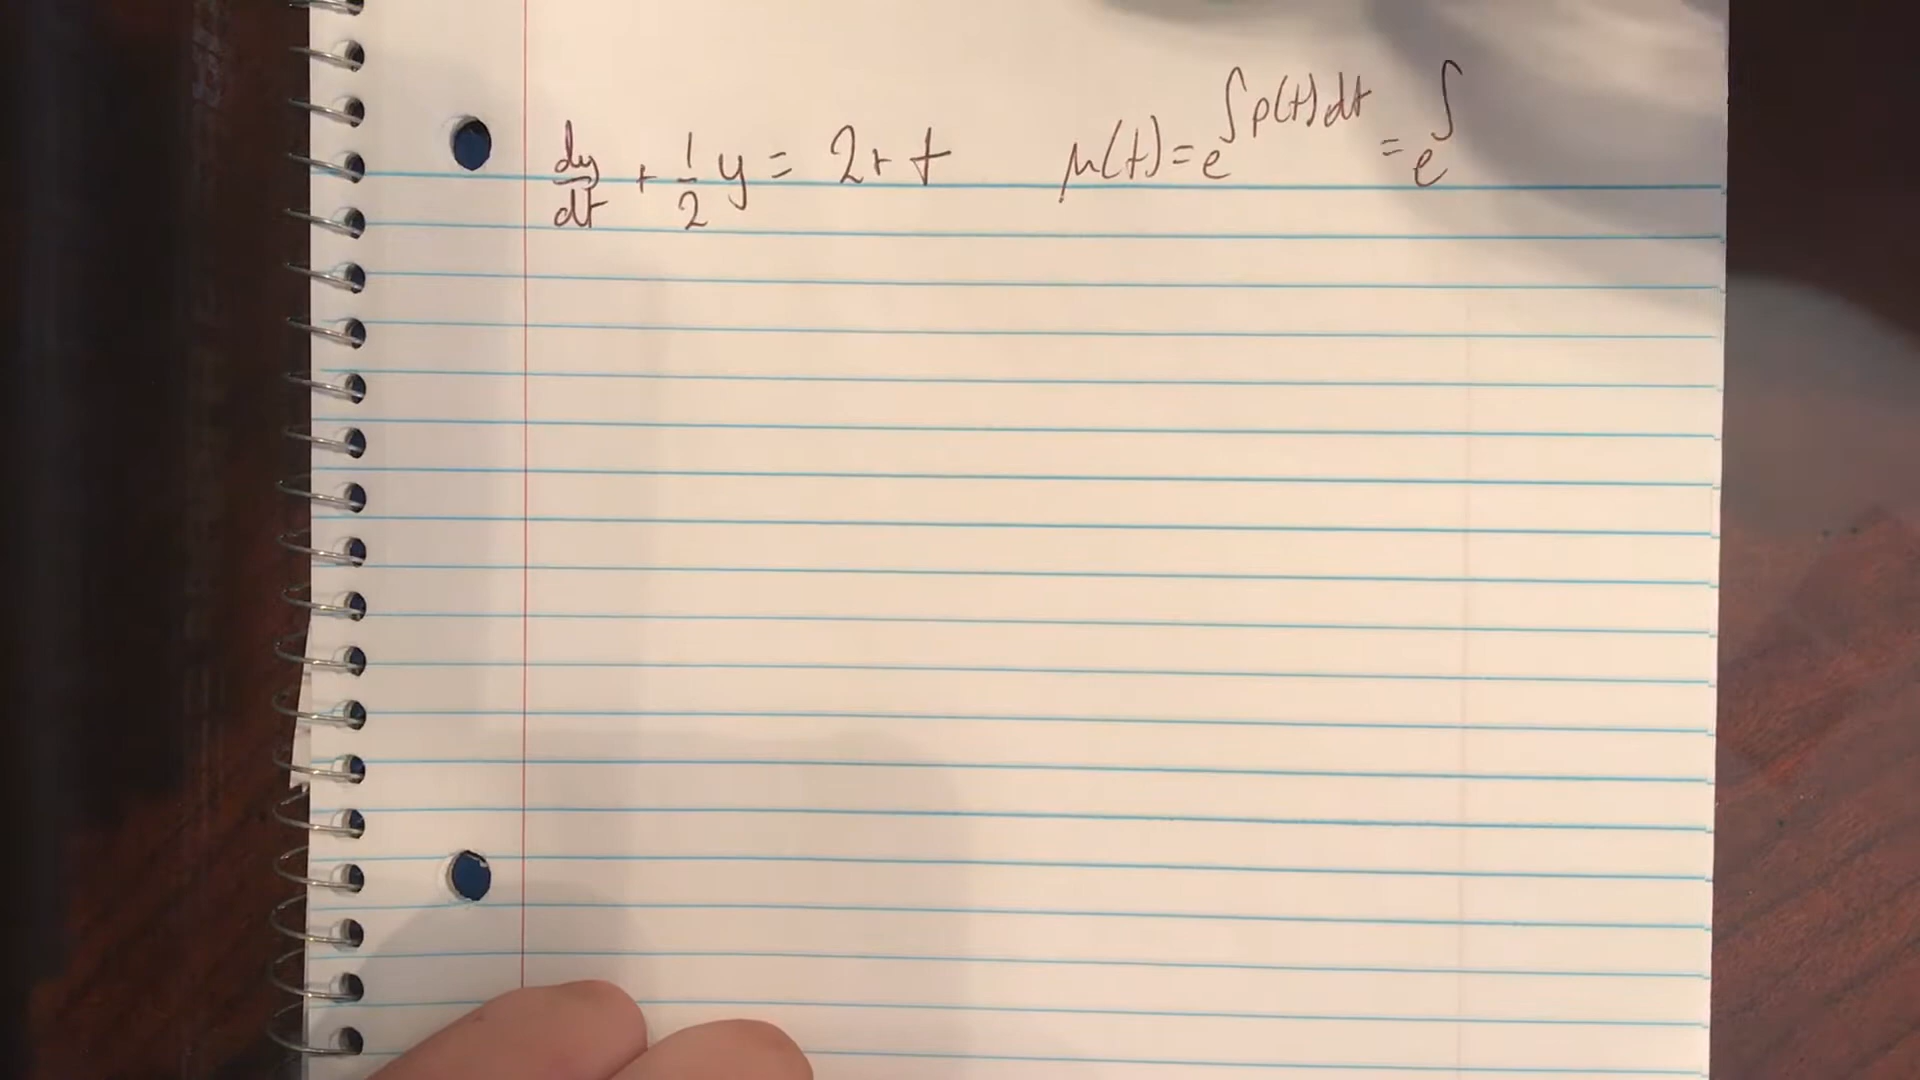 dy/dt + 1/2 y = 2 + t    μ(t) = e^∫p(t)dt = e^∫